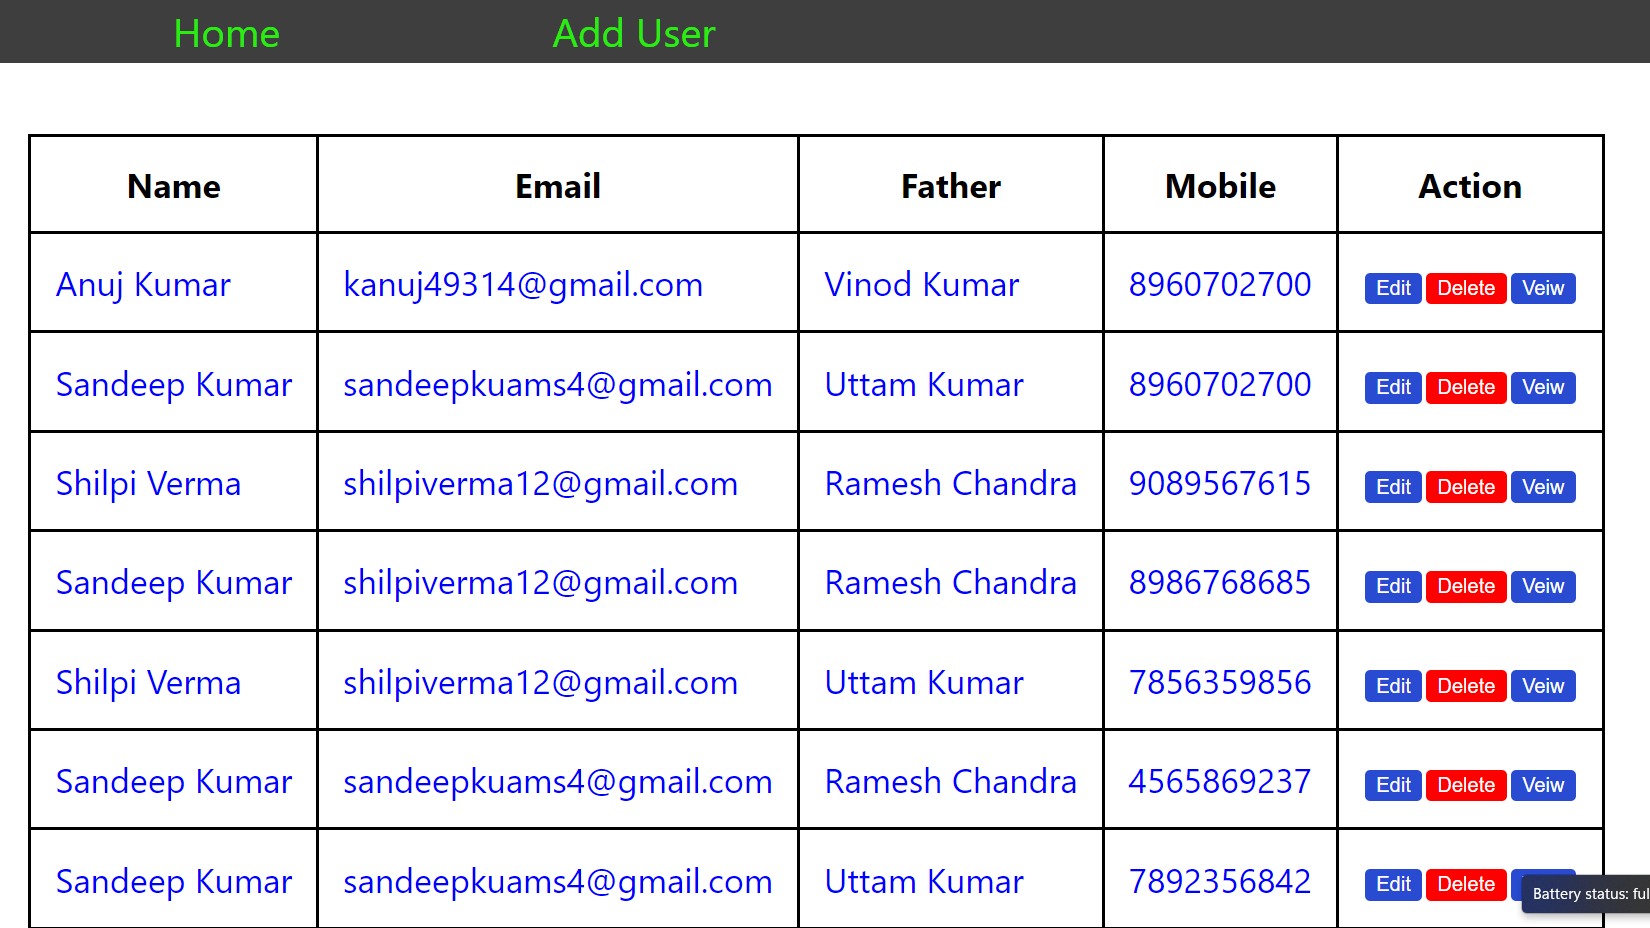 Home Add User
Name Email Father Mobile Action
Anuj Kumar kanuj49314@gmail.com Vinod Kumar 8960702700 Edit Delete Veiw
Sandeep Kumar sandeepkuams4@gmail.com Uttam Kumar 8960702700 Edit Delete Veiw
Shilpi Verma shilpiverma12@gmail.com Ramesh Chandra 9089567615 Edit Delete Veiw
Sandeep Kumar shilpiverma12@gmail.com Ramesh Chandra 8986768685 Edit Delete Veiw
Shilpi Verma shilpiverma12@gmail.com Uttam Kumar 7856359856 Edit Delete Veiw
Sandeep Kumar sandeepkuams4@gmail.com Ramesh Chandra 4565869237 Edit Delete Veiw
Sandeep Kumar sandeepkuams4@gmail.com Uttam Kumar 7892356842 Edit Delete
Battery status: